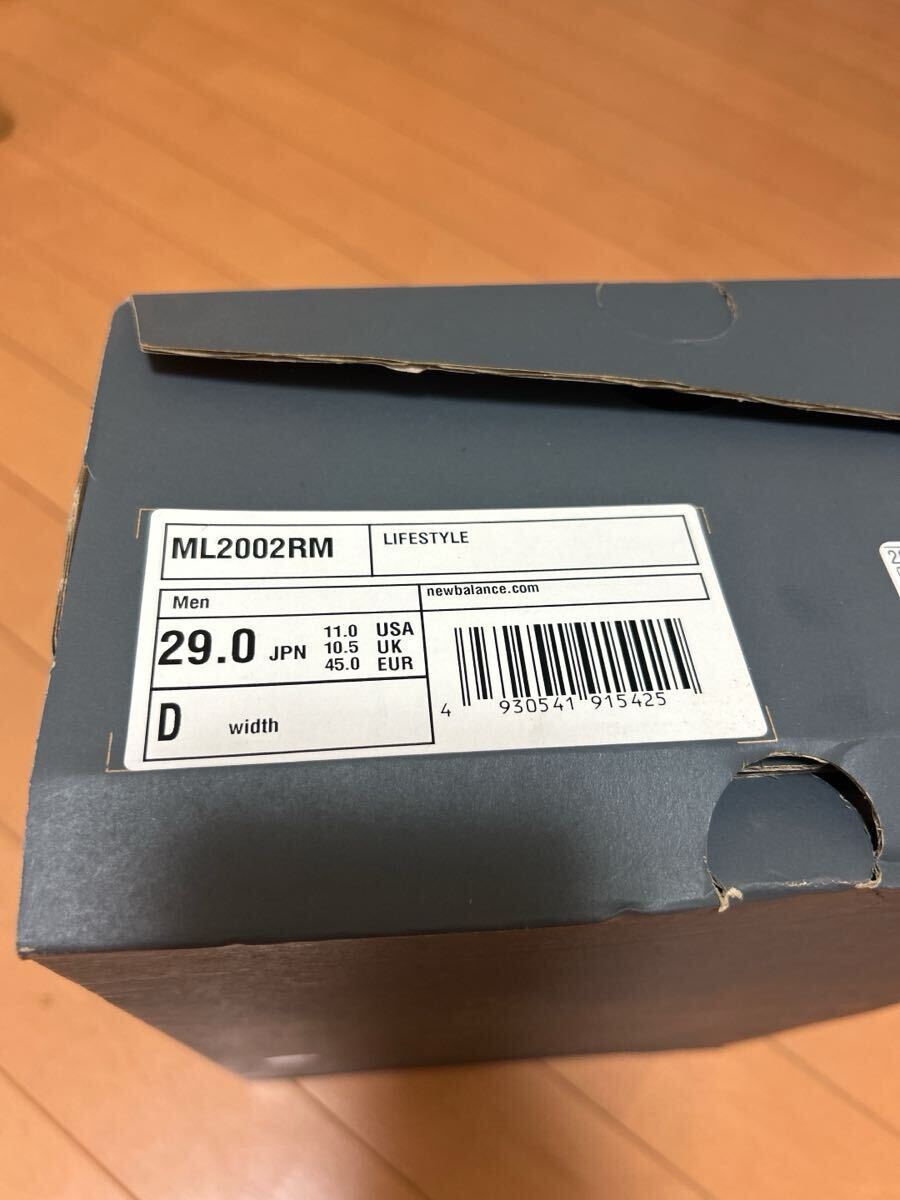 ML2002RM
LIFESTYLE
Men
newbalance.com
29.0 JPN
11.0 USA
10.5 UK
45.0 EUR
D width
4 930541 915425